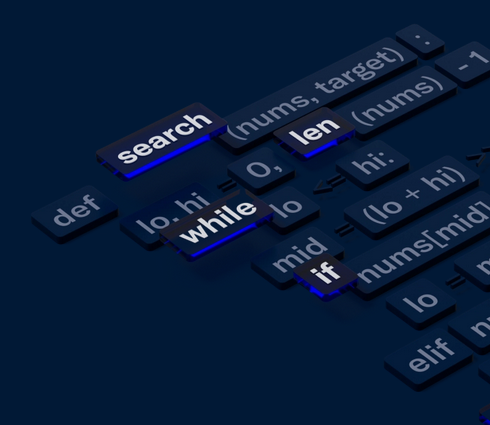 def search (nums, target) :
lo, hi = 0, len (nums) - 1
while lo <= hi:
mid = (lo + hi)
if nums[mid]
lo =
elif